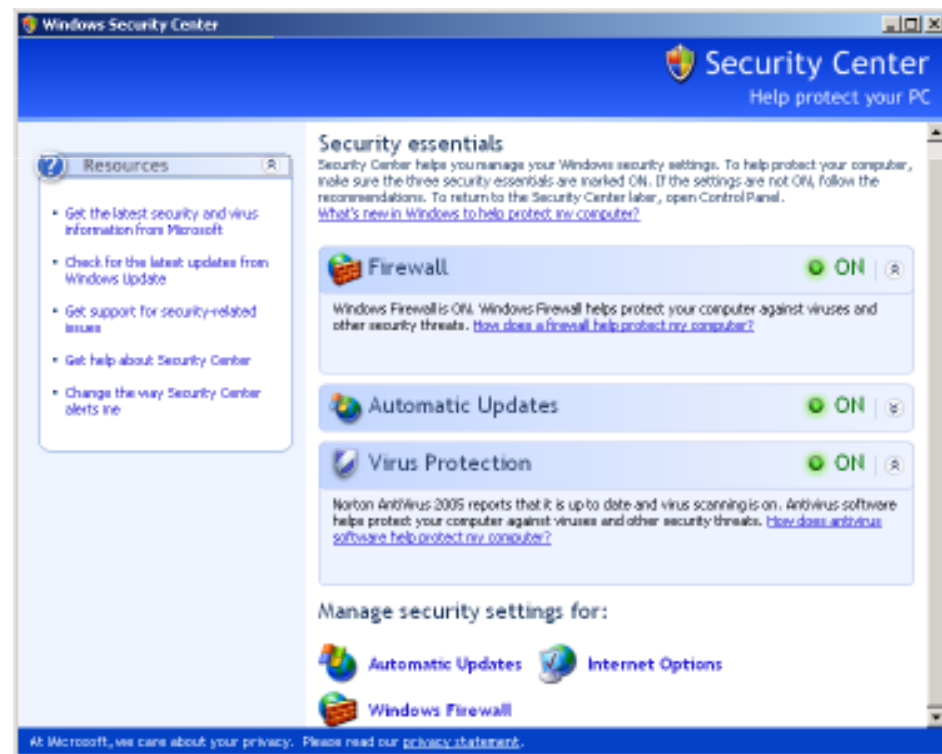 Windows Security Center
Security Center
Help protect your PC
Resources
Get the latest security and virus
information from Microsoft
Check for the latest updates from
Windows Update
Get support for security-related
issues
Get help about Security Center
Change the way Security Center
alerts me
Security essentials
Security Center helps you manage your Windows security settings. To help protect your computer,
make sure the three security essentials are marked ON. If the settings are not ON, follow the
recommendations. To return to the Security Center later, open Control Panel.
What's new in Windows to help protect my computer?
Firewall ON
Windows Firewall is ON. Windows Firewall helps protect your computer against viruses and
other security threats. How does a firewall help protect my computer?
Automatic Updates ON
Virus Protection ON
Norton AntiVirus 2005 reports that it is up to date and virus scanning is on. Antivirus software
helps protect your computer against viruses and other security threats. How does antivirus
software help protect my computer?
Manage security settings for:
Automatic Updates Internet Options
Windows Firewall
At Microsoft, we care about your privacy. Please read our privacy statement.